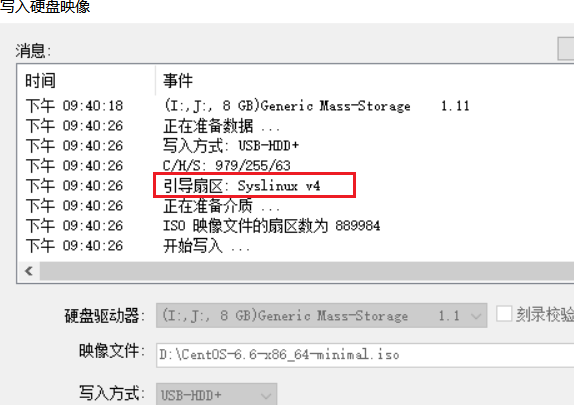 写入硬盘映像
消息:
时间 事件
下午 09:40:18 (I:,J:, 8 GB)Generic Mass-Storage 1.11
下午 09:40:26 正在准备数据 ...
下午 09:40:26 写入方式: USB-HDD+
下午 09:40:26 C/H/S: 979/255/63
下午 09:40:26 引导扇区: Syslinux v4
下午 09:40:26 正在准备介质 ...
下午 09:40:26 ISO 映像文件的扇区数为 889984
下午 09:40:26 开始写入 ...
硬盘驱动器: (I:,J:, 8 GB)Generic Mass-Storage 1.1 刻录校验
映像文件: D:\CentOS-6.6-x86_64-minimal.iso
写入方式: USB-HDD+